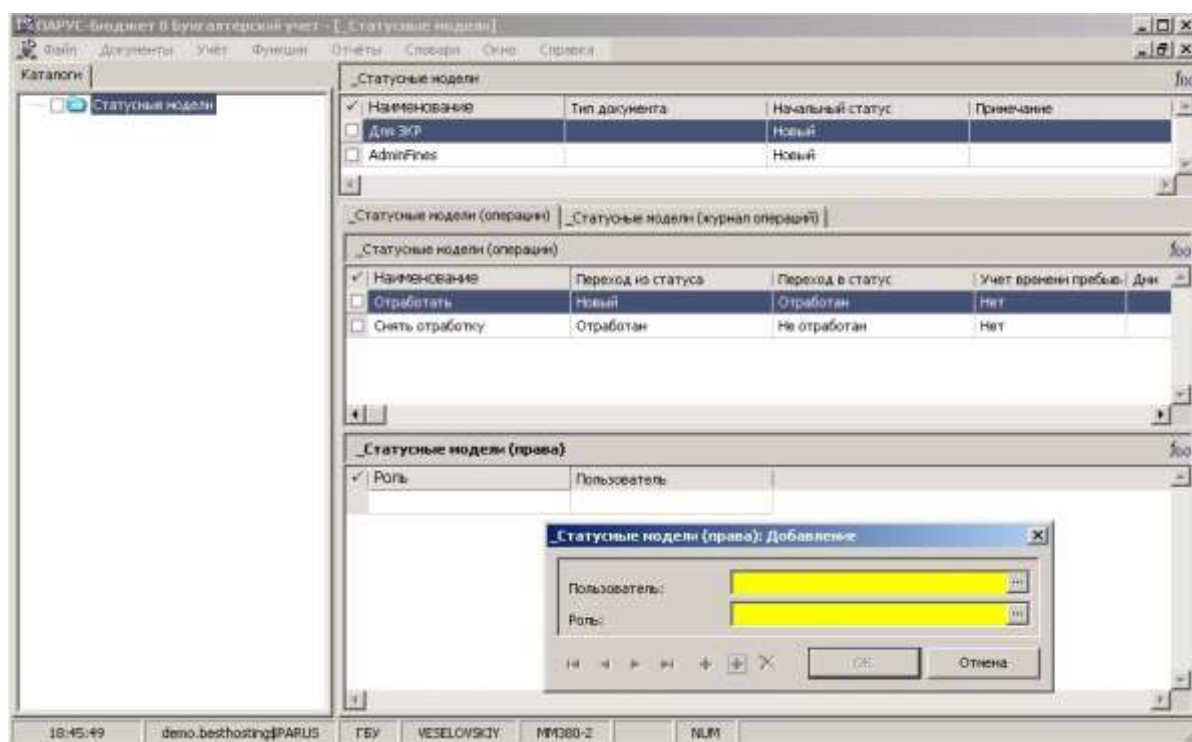 ПАРУС-Бюджет 8 Бухгалтерский учет - [_Статусные модели]
Файл Документы Учет Функции Отчёты Словари Окно Справка
Каталоги
Статусные модели
_Статусные модели
Наименование Тип документа Начальный статус Примечание
Для ЗКР Новый
AdminFines Новый
_Статусные модели (операции) _Статусные модели (журнал операций)
_Статусные модели (операции)
Наименование Переход из статуса Переход в статус Учет времени пребыв. Дни
Отработать Новый Отработан Нет
Снять отработку Отработан Не отработан Нет
_Статусные модели (права)
Роль Пользователь
_Статусные модели (права): Добавление
Пользователь:
Роль:
OK Отмена
18:45:49 demo.besthosting$PARUS ГБУ VESELOVSKIY MM380-2 NUM